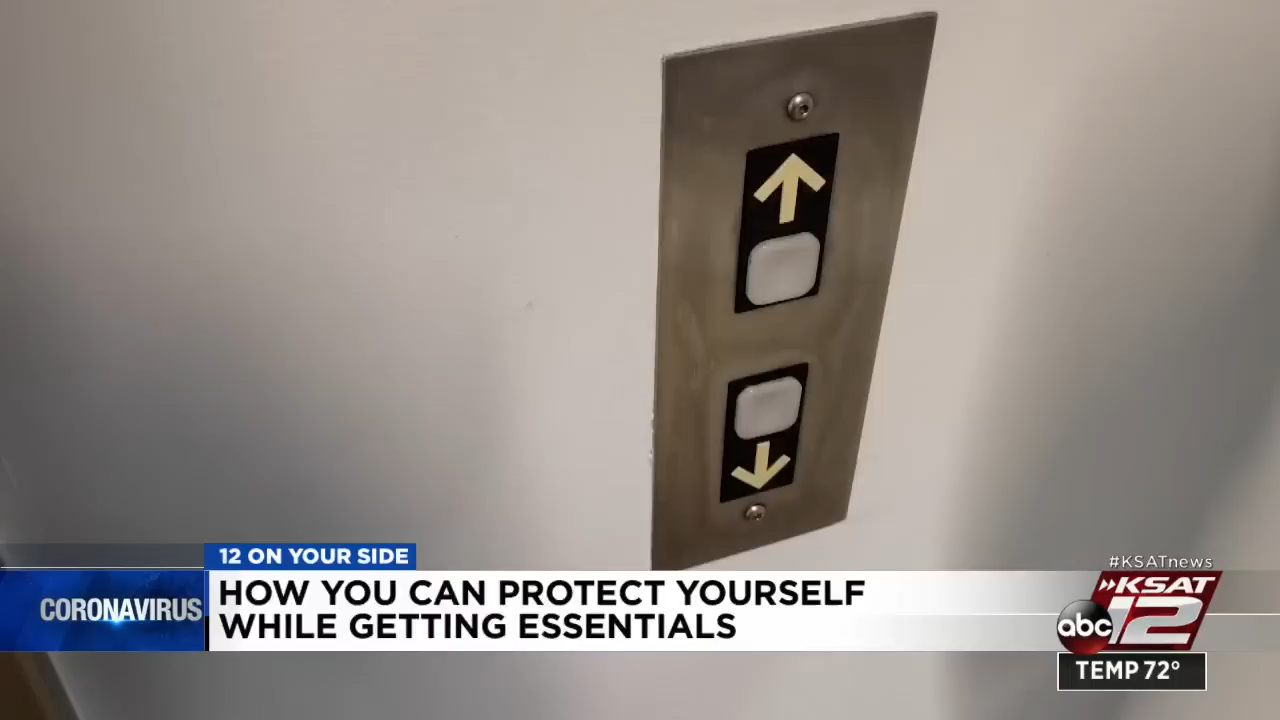 12 ON YOUR SIDE
CORONAVIRUS
HOW YOU CAN PROTECT YOURSELF
WHILE GETTING ESSENTIALS
#KSATnews
KSAT
abc 12
TEMP 72°